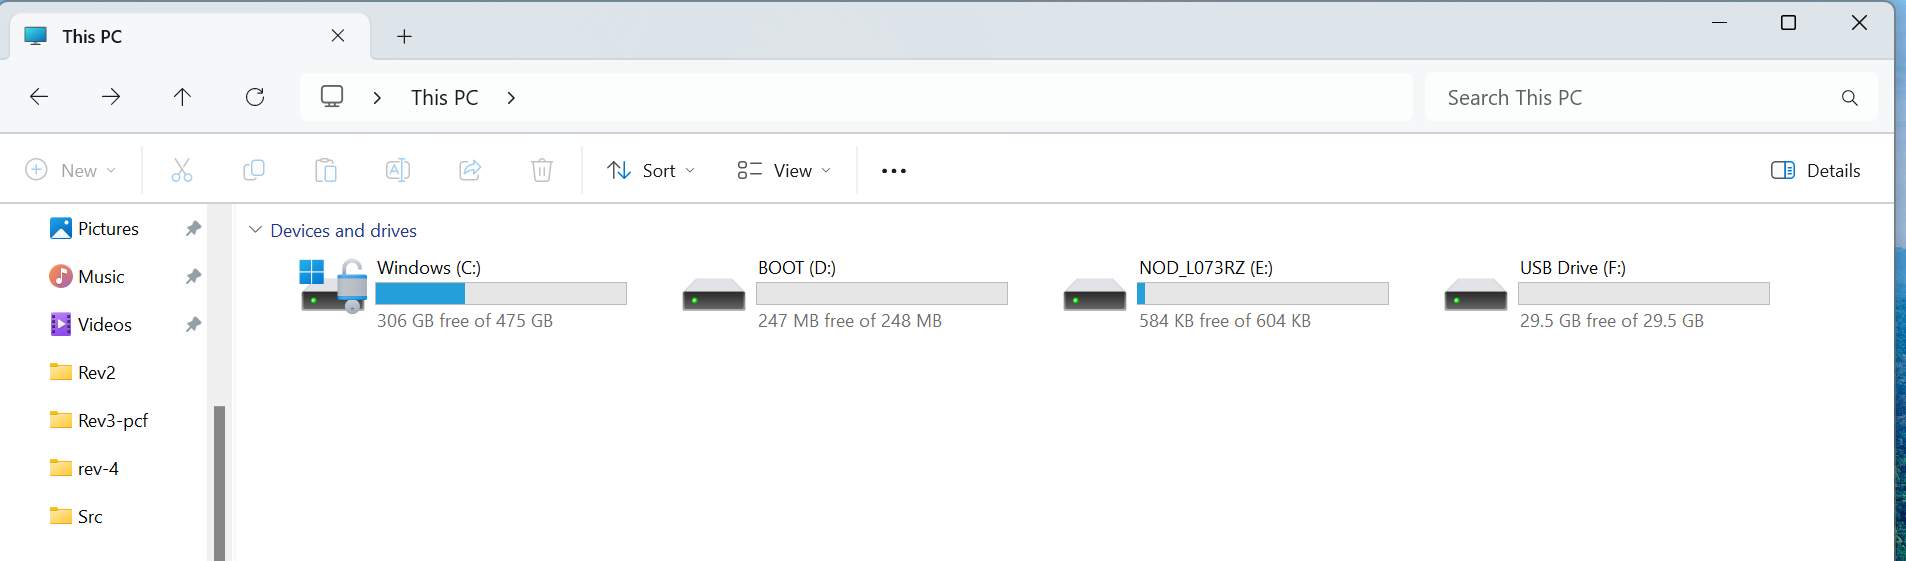 This PC
This PC
Search This PC
New
Sort
View
Details
Pictures
Music
Videos
Rev2
Rev3-pcf
rev-4
Src
Devices and drives
Windows (C:)
306 GB free of 475 GB
BOOT (D:)
247 MB free of 248 MB
NOD_L073RZ (E:)
584 KB free of 604 KB
USB Drive (F:)
29.5 GB free of 29.5 GB